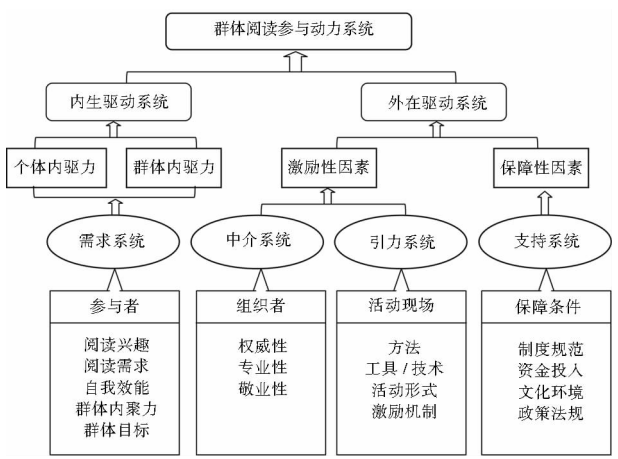 群体阅读参与动力系统
内生驱动系统
外在驱动系统
个体内驱力
群体内驱力
激励性因素
保障性因素
需求系统
中介系统
引力系统
支持系统
参与者
阅读兴趣
阅读需求
自我效能
群体内聚力
群体目标
组织者
权威性
专业性
敬业性
活动现场
方法
工具/技术
活动形式
激励机制
保障条件
制度规范
资金投入
文化环境
政策法规